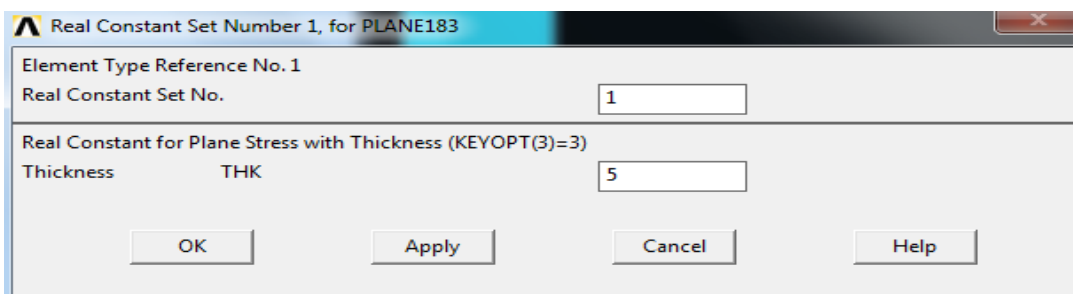 Real Constant Set Number 1, for PLANE183
Element Type Reference No. 1
Real Constant Set No. 1
Real Constant for Plane Stress with Thickness (KEYOPT(3)=3)
Thickness THK 5
OK Apply Cancel Help